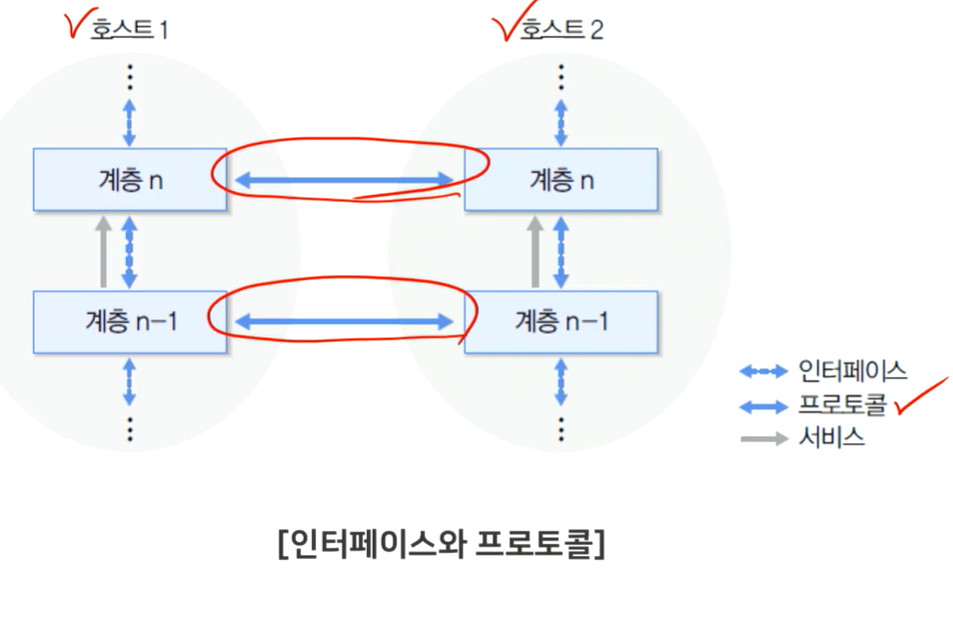 호스트 1
호스트 2
계층 n
계층 n
계층 n-1
계층 n-1
인터페이스
프로토콜
서비스
[인터페이스와 프로토콜]